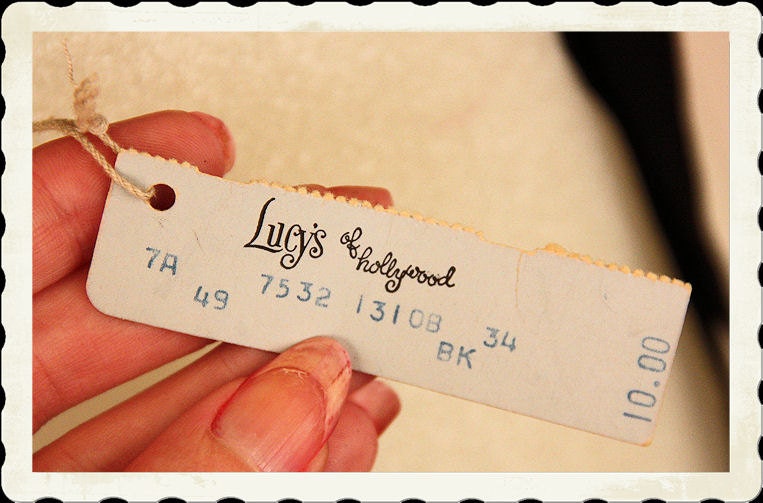 Lucy's of hollywood
7A
49 7532 13108 34
BK
10.00